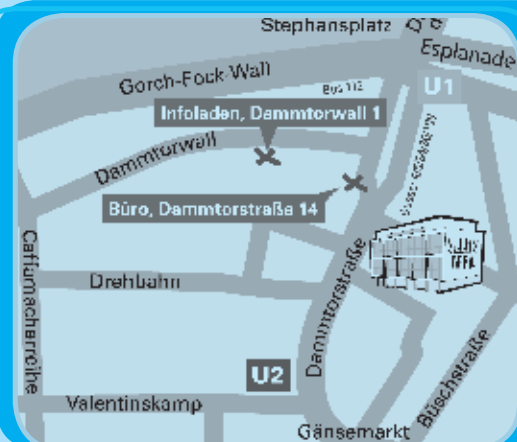 Stephansplatz
Esplanade
Gorch-Fock-Wall
Bus 112
U1
Infoladen, Dammtorwall 1
Dammtorwall
Büro, Dammtorstraße 14
Caffamacherreihe
Drehbahn
Dammtorstraße
U2
Valentinskamp
Büschstraße
Gänsemarkt